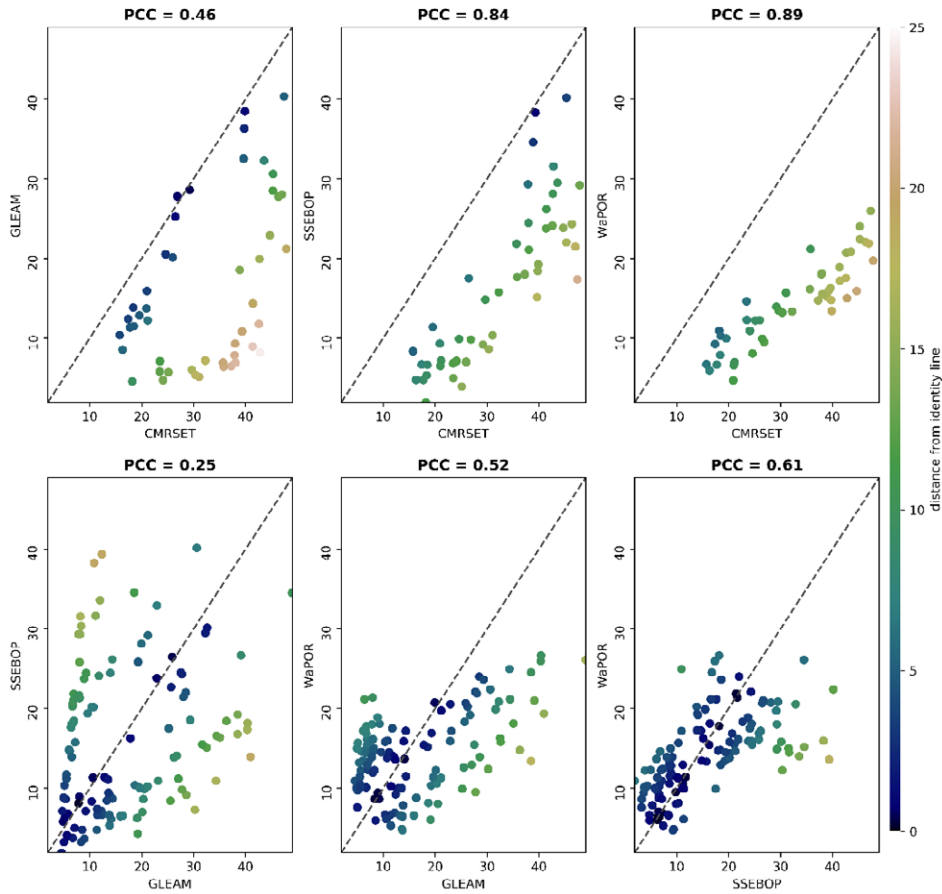 PCC = 0.46
PCC = 0.84
PCC = 0.89
GLEAM
40
30
20
10
10
20
30
40
CMRSET
SSEBOP
40
30
20
10
10
20
30
40
CMRSET
WaPOR
40
30
20
10
10
20
30
40
CMRSET
25
20
15
10
5
0
distance from identity line
PCC = 0.25
PCC = 0.52
PCC = 0.61
SSEBOP
40
30
20
10
10
20
30
40
GLEAM
WaPOR
40
30
20
10
10
20
30
40
GLEAM
WaPOR
40
30
20
10
10
20
30
40
SSEBOP